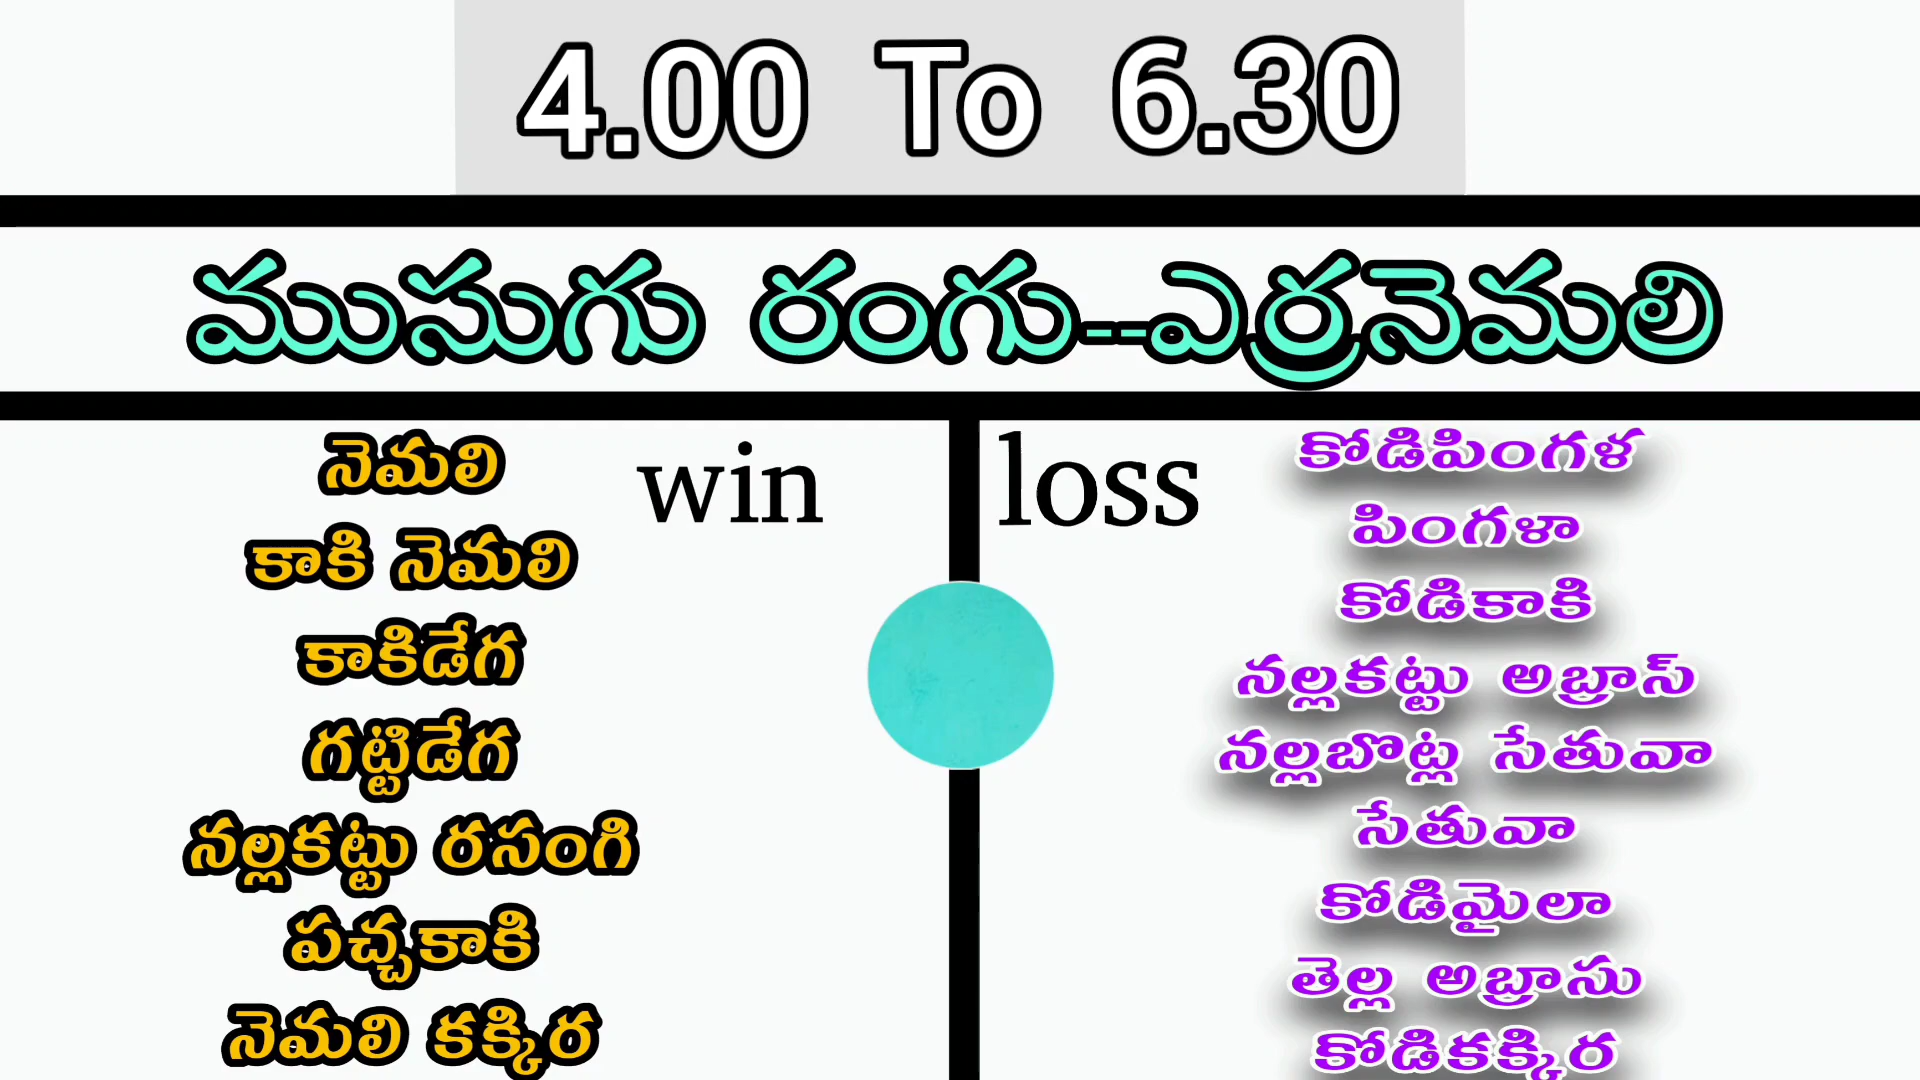 4.00 To 6.30
ముసుగు రంగు--ఎర్రనెమలి
win
నెమలి
కాకి నెమలి
కాకిడేగ
గట్టిడేగ
నల్లకట్టు రసంగి
పచ్చకాకి
నెమలి కక్కిర
loss
కోడిపింగళ
పింగళా
కోడికాకి
నల్లకట్టు అబ్రాస్
నల్లబొట్ల సేతువా
సేతువా
కోడిమైలా
తెల్ల అబ్రాసు
కోడికక్కిర